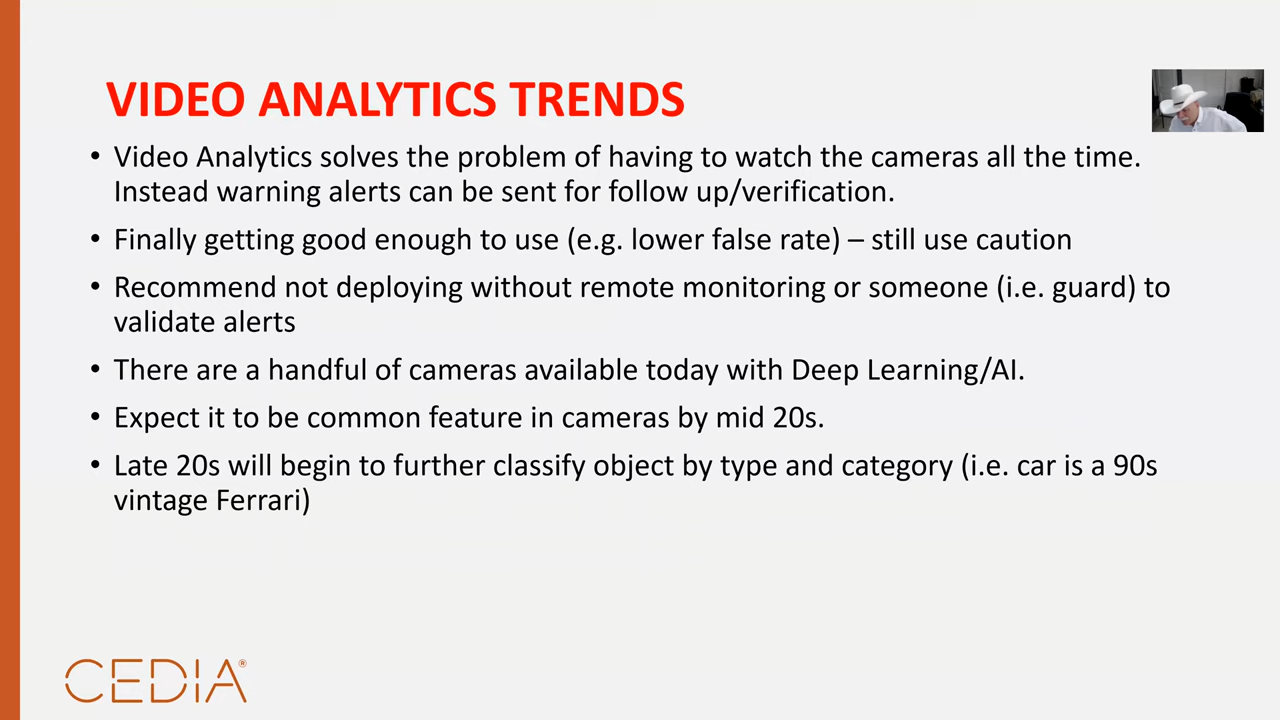 VIDEO ANALYTICS TRENDS
• Video Analytics solves the problem of having to watch the cameras all the time.
Instead warning alerts can be sent for follow up/verification.
• Finally getting good enough to use (e.g. lower false rate) – still use caution
• Recommend not deploying without remote monitoring or someone (i.e. guard) to
validate alerts
• There are a handful of cameras available today with Deep Learning/AI.
• Expect it to be common feature in cameras by mid 20s.
• Late 20s will begin to further classify object by type and category (i.e. car is a 90s
vintage Ferrari)
CEDIA®